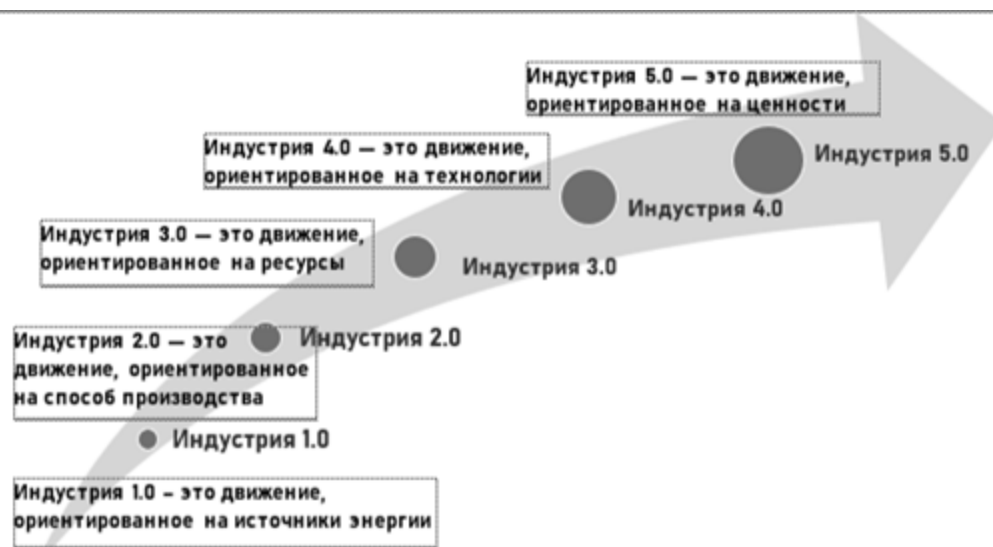 Индустрия 5.0 — это движение,
ориентированное на ценности
Индустрия 5.0
Индустрия 4.0 — это движение,
ориентированное на технологии
Индустрия 4.0
Индустрия 3.0 — это движение,
ориентированное на ресурсы
Индустрия 3.0
Индустрия 2.0 — это
движение, ориентированное
на способ производства
Индустрия 2.0
Индустрия 1.0
Индустрия 1.0 – это движение,
ориентированное на источники энергии